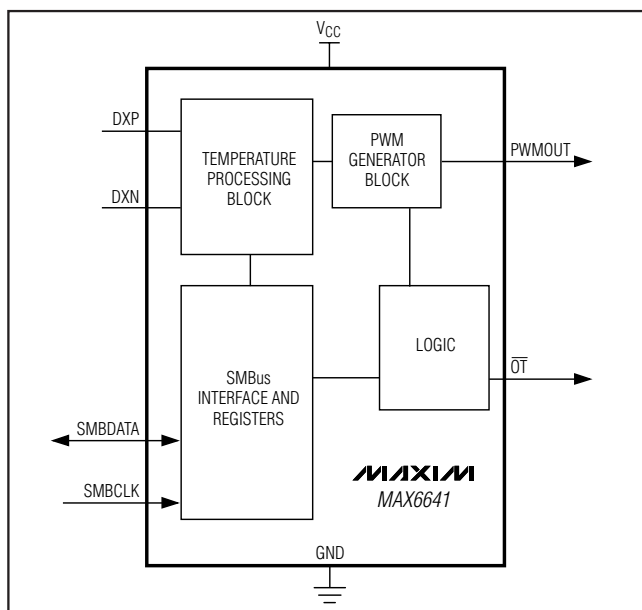 VCC
DXP
DXN
TEMPERATURE
PROCESSING
BLOCK
PWM
GENERATOR
BLOCK
PWMOUT
SMBus
INTERFACE AND
REGISTERS
LOGIC
O̅T̅
SMBDATA
SMBCLK
MAXIM
MAX6641
GND